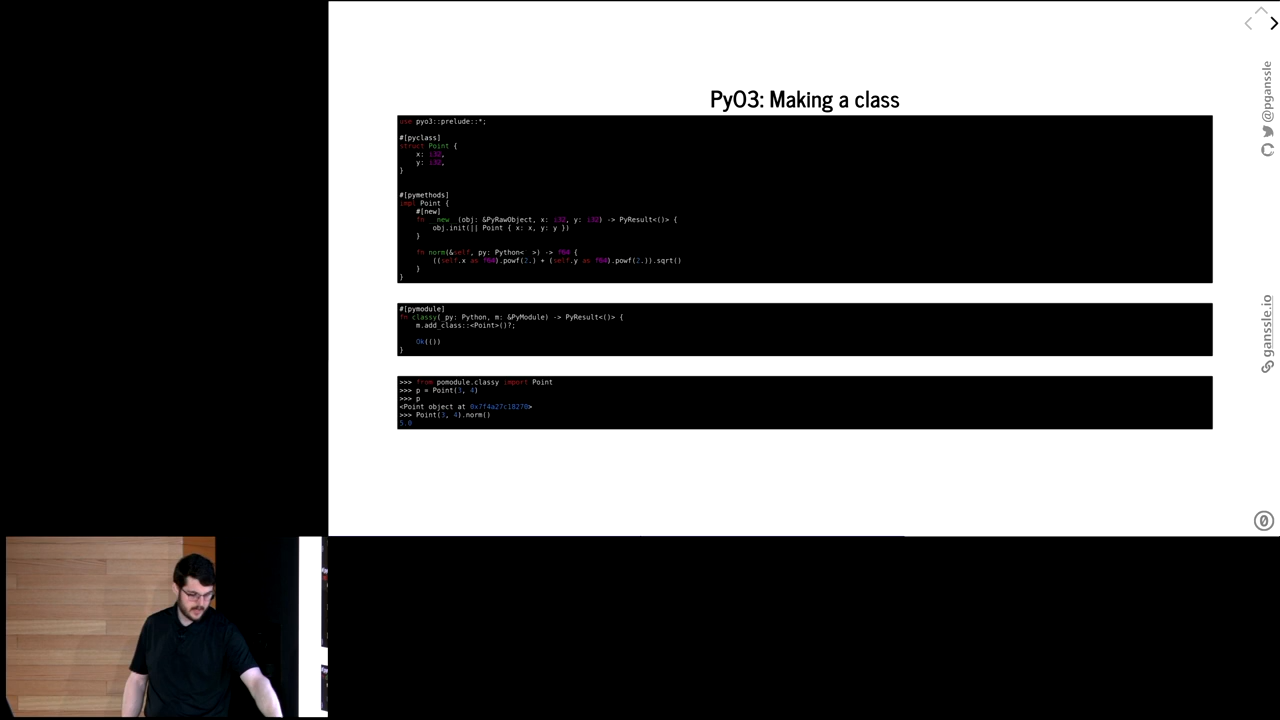 PyO3: Making a class
use pyo3::prelude::*;
#[pyclass]
struct Point {
    x: i32,
    y: i32,
}
#[pymethods]
impl Point {
    #[new]
    fn __new__(obj: &PyRawObject, x: i32, y: i32) -> PyResult<()> {
        obj.init(|| Point { x: x, y: y })
    }
    fn norm(&self, py: Python<'_>) -> f64 {
        ((self.x as f64).powf(2.) + (self.y as f64).powf(2.)).sqrt()
    }
}
#[pymodule]
fn classy(_py: Python, m: &PyModule) -> PyResult<()> {
    m.add_class::<Point>()?;
    Ok(())
}
>>> from pomodule.classy import Point
>>> p = Point(3, 4)
>>> p
<Point object at 0x7f4a27c18270>
>>> Point(3, 4).norm()
5.0
@pganssle
ganssle.io
0